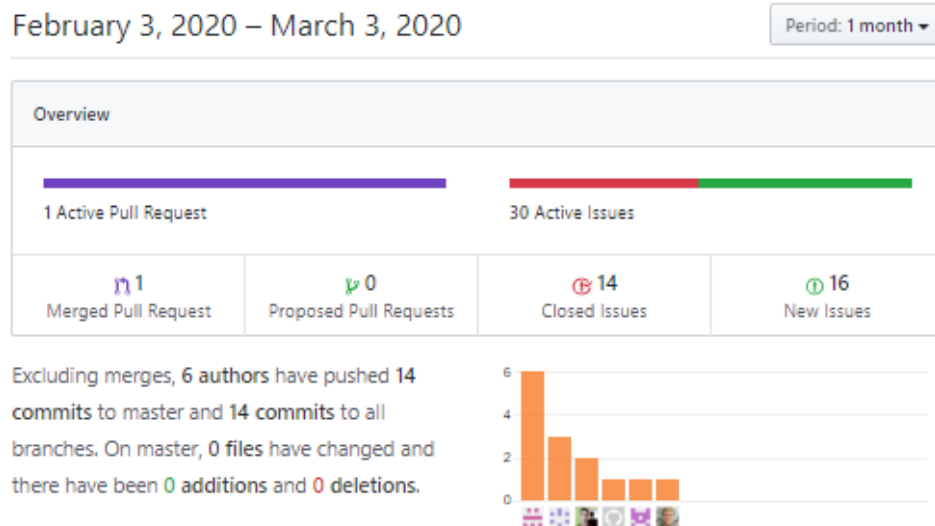 February 3, 2020 – March 3, 2020
Period: 1 month
Overview
1 Active Pull Request
30 Active Issues
1
Merged Pull Request
0
Proposed Pull Requests
14
Closed Issues
16
New Issues
Excluding merges, 6 authors have pushed 14
commits to master and 14 commits to all
branches. On master, 0 files have changed and
there have been 0 additions and 0 deletions.
6
4
2
0